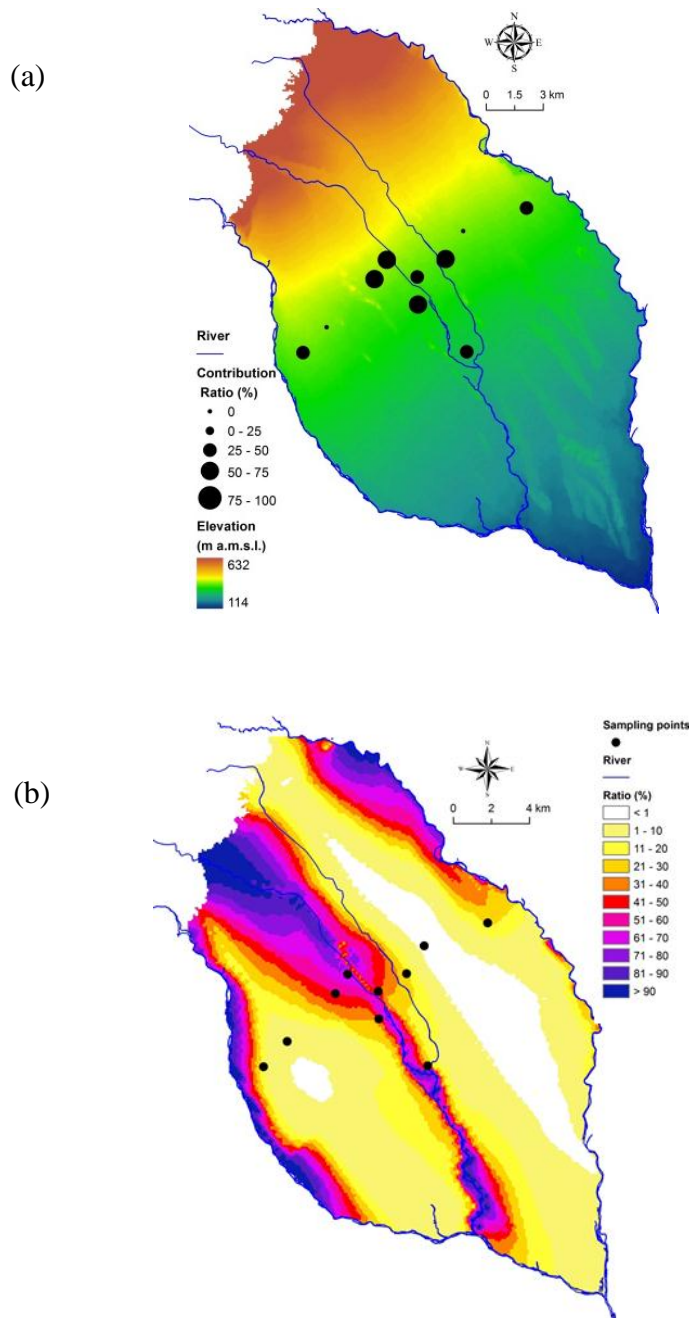 (a)
N
W E
S
0 1.5 3 km
River
Contribution
Ratio (%)
0
0 - 25
25 - 50
50 - 75
75 - 100
Elevation
(m a.m.s.l.)
632
114
(b)
Sampling points
River
N
W E
S
0 2 4 km
Ratio (%)
< 1
1 - 10
11 - 20
21 - 30
31 - 40
41 - 50
51 - 60
61 - 70
71 - 80
81 - 90
> 90